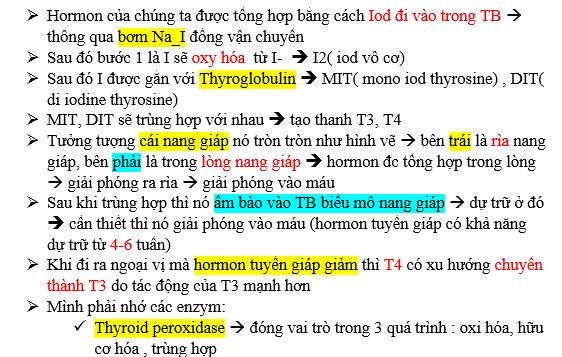 ➢ Hormon của chúng ta được tổng hợp bằng cách Iod đi vào trong TB →
thông qua bơm Na_I đồng vận chuyển
➢ Sau đó bước 1 là I sẽ oxy hóa từ I- → I2( iod vô cơ)
➢ Sau đó I được gắn với Thyroglobulin → MIT( mono iod thyrosine) , DIT(
di iodine thyrosine)
➢ MIT, DIT sẽ trùng hợp với nhau → tạo thanh T3, T4
➢ Tưởng tượng cái nang giáp nó tròn tròn như hình vẽ → bên trái là rìa nang
giáp, bên phải là trong lòng nang giáp → hormon đc tổng hợp trong lòng
→ giải phóng ra rìa → giải phóng vào máu
➢ Sau khi trùng hợp thì nó ẩm bào vào TB biểu mô nang giáp → dự trữ ở đó
→ cần thiết thì nó giải phóng vào máu (hormon tuyến giáp có khả năng
dự trữ từ 4-6 tuần)
➢ Khi đi ra ngoại vi mà hormon tuyến giáp giảm thì T4 có xu hướng chuyển
thành T3 do tác động của T3 mạnh hơn
➢ Mình phải nhớ các enzym:
✓ Thyroid peroxidase → đóng vai trò trong 3 quá trình : oxi hóa, hữu
cơ hóa , trùng hợp